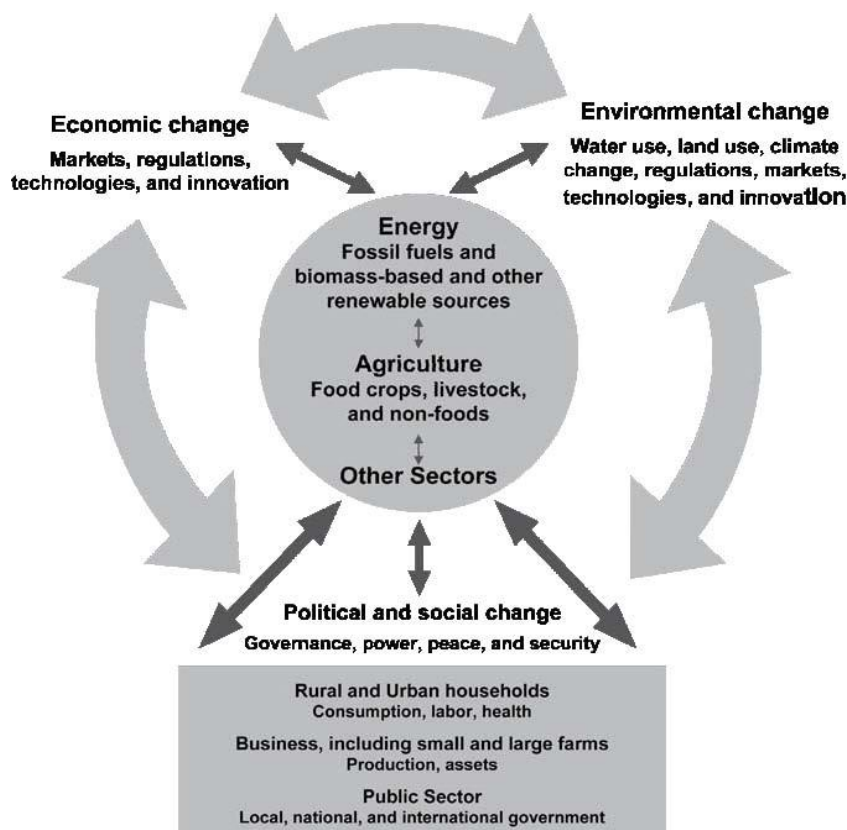 Economic change
Markets, regulations,
technologies, and innovation
Environmental change
Water use, land use, climate
change, regulations, markets,
technologies, and innovation
Energy
Fossil fuels and
biomass-based and other
renewable sources
Agriculture
Food crops, livestock,
and non-foods
Other Sectors
Political and social change
Governance, power, peace, and security
Rural and Urban households
Consumption, labor, health
Business, including small and large farms
Production, assets
Public Sector
Local, national, and international government